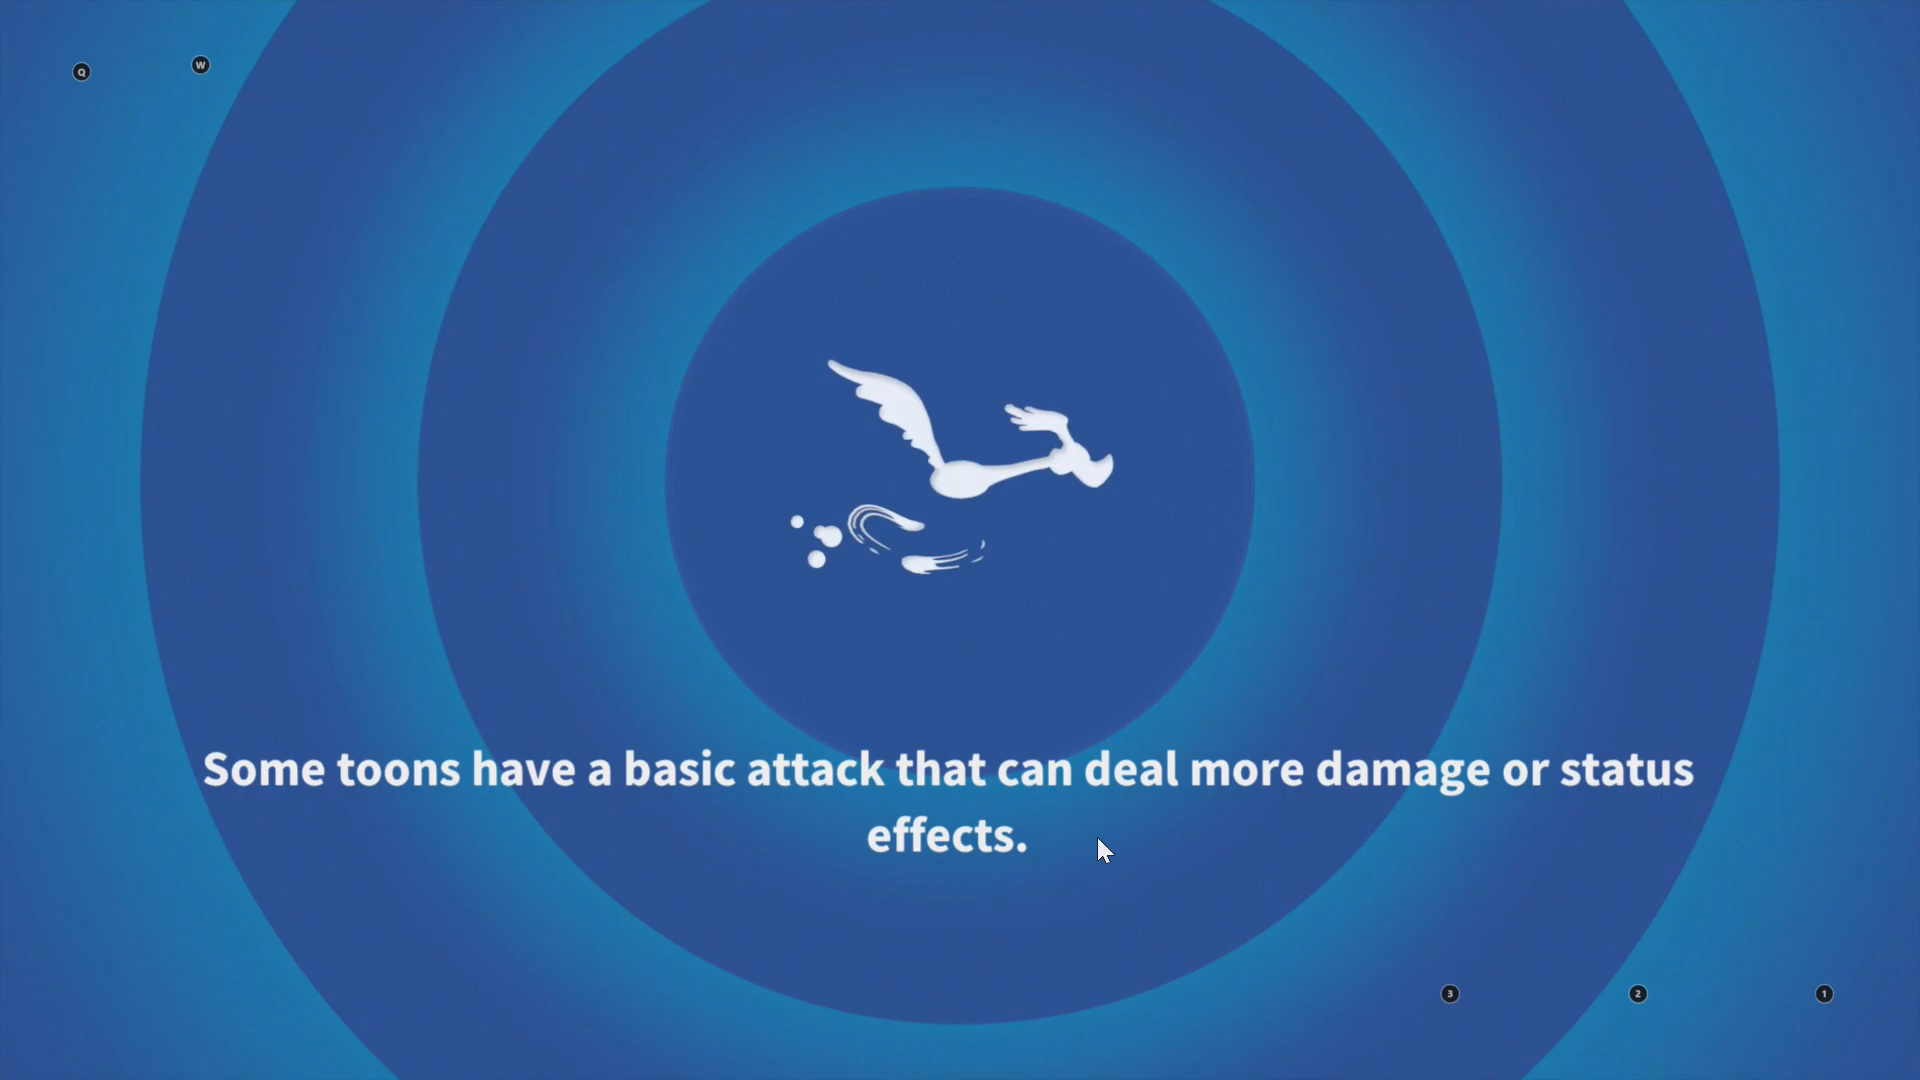 Q
W
Some toons have a basic attack that can deal more damage or status
effects.
3
2
1